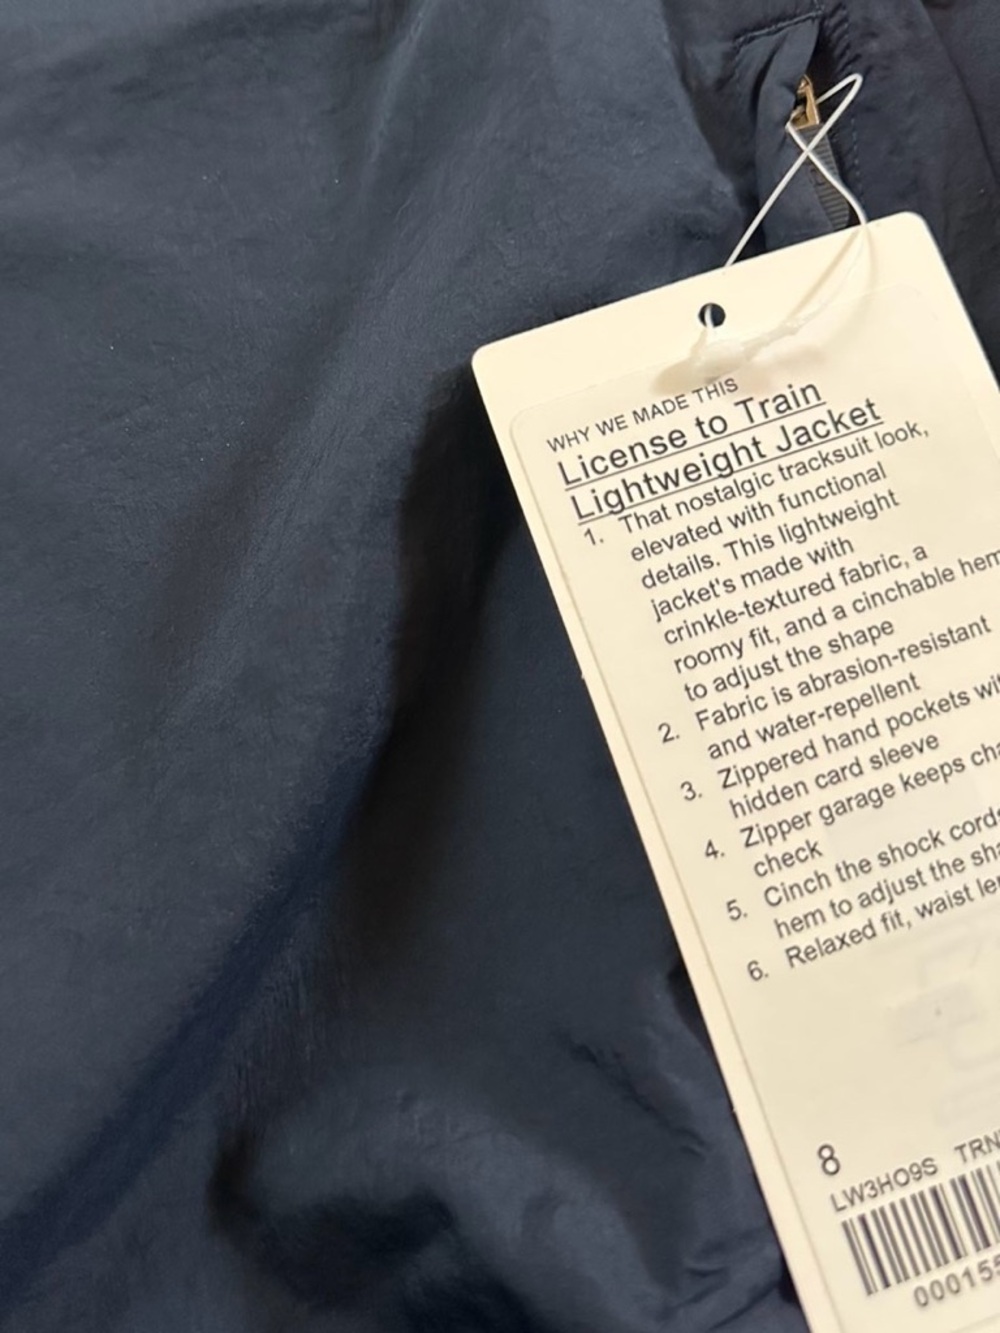 WHY WE MADE THIS
License to Train
Lightweight Jacket
1. That nostalgic tracksuit look,
elevated with functional
details. This lightweight
jacket's made with
crinkle-textured fabric, a
roomy fit, and a cinchable hem
to adjust the shape
2. Fabric is abrasion-resistant
and water-repellent
3. Zippered hand pockets
hidden card sleeve
4. Zipper garage keeps
check
5. Cinch the shock cords
hem to adjust the
6. Relaxed fit, waist
8
LW3HO9S TRN
000155